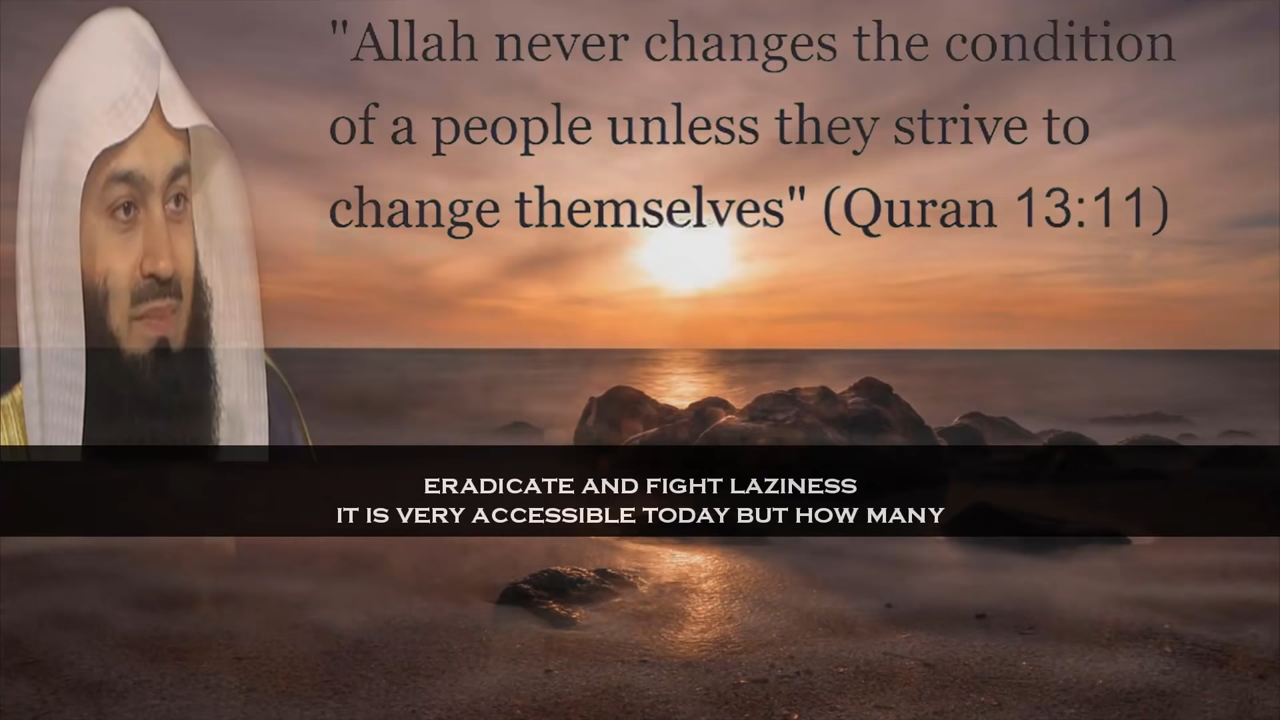 "Allah never changes the condition
of a people unless they strive to
change themselves" (Quran 13:11)
ERADICATE AND FIGHT LAZINESS
IT IS VERY ACCESSIBLE TODAY BUT HOW MANY